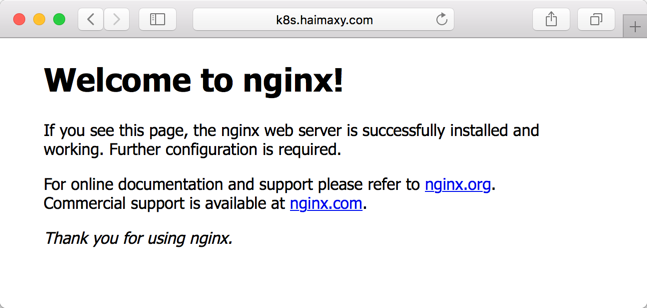 k8s.haimaxy.com
Welcome to nginx!
If you see this page, the nginx web server is successfully installed and
working. Further configuration is required.
For online documentation and support please refer to nginx.org.
Commercial support is available at nginx.com.
Thank you for using nginx.